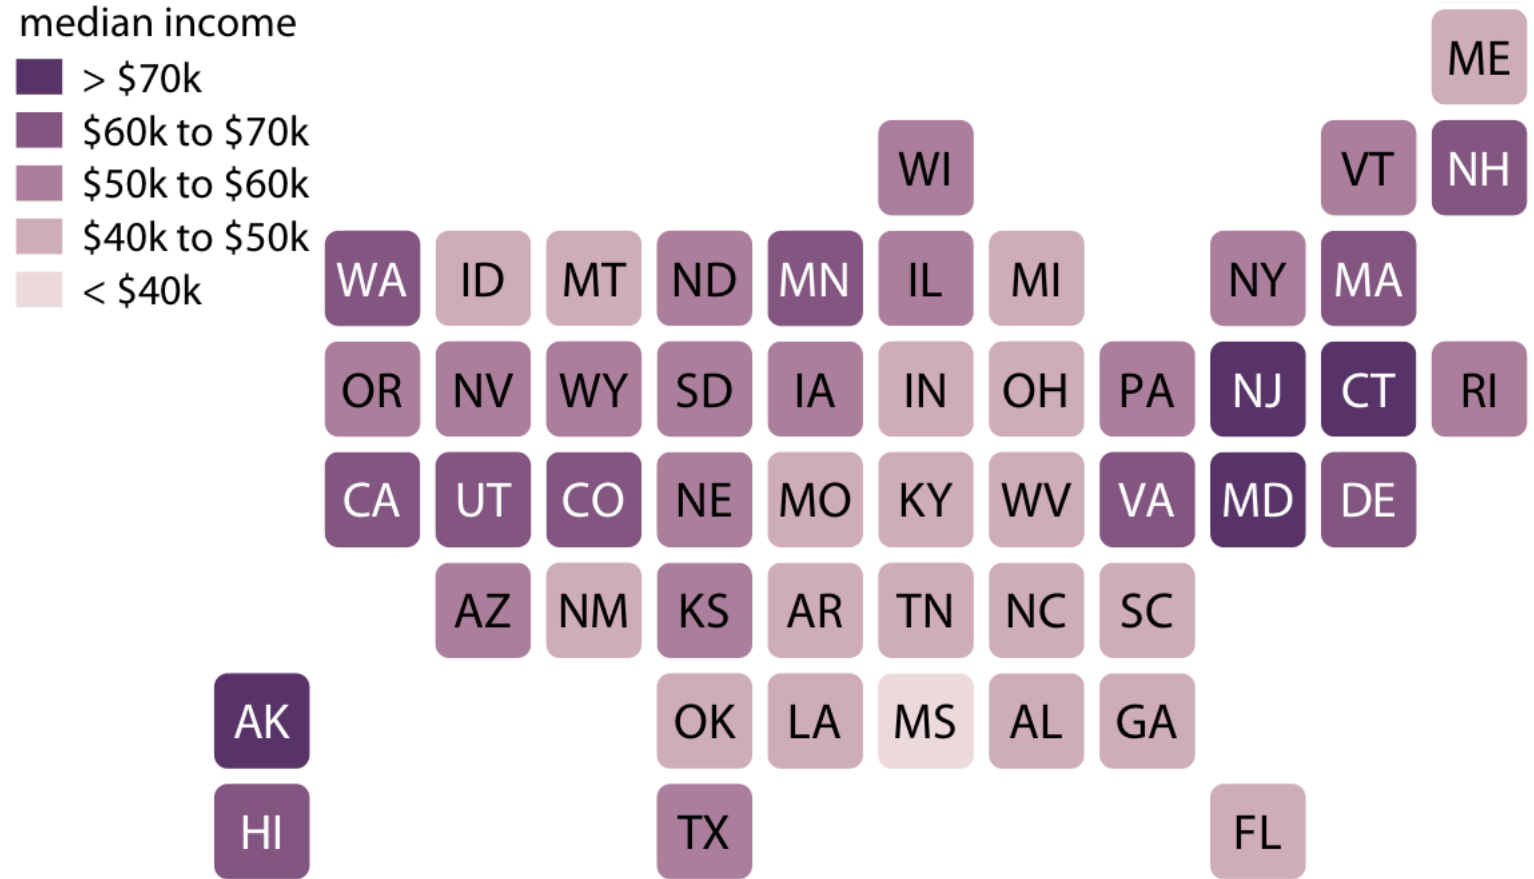 median income
> $70k
$60k to $70k
$50k to $60k
$40k to $50k
< $40k
ME
WI VT NH
WA ID MT ND MN IL MI NY MA
OR NV WY SD IA IN OH PA NJ CT RI
CA UT CO NE MO KY WV VA MD DE
AZ NM KS AR TN NC SC
AK OK LA MS AL GA
HI TX FL